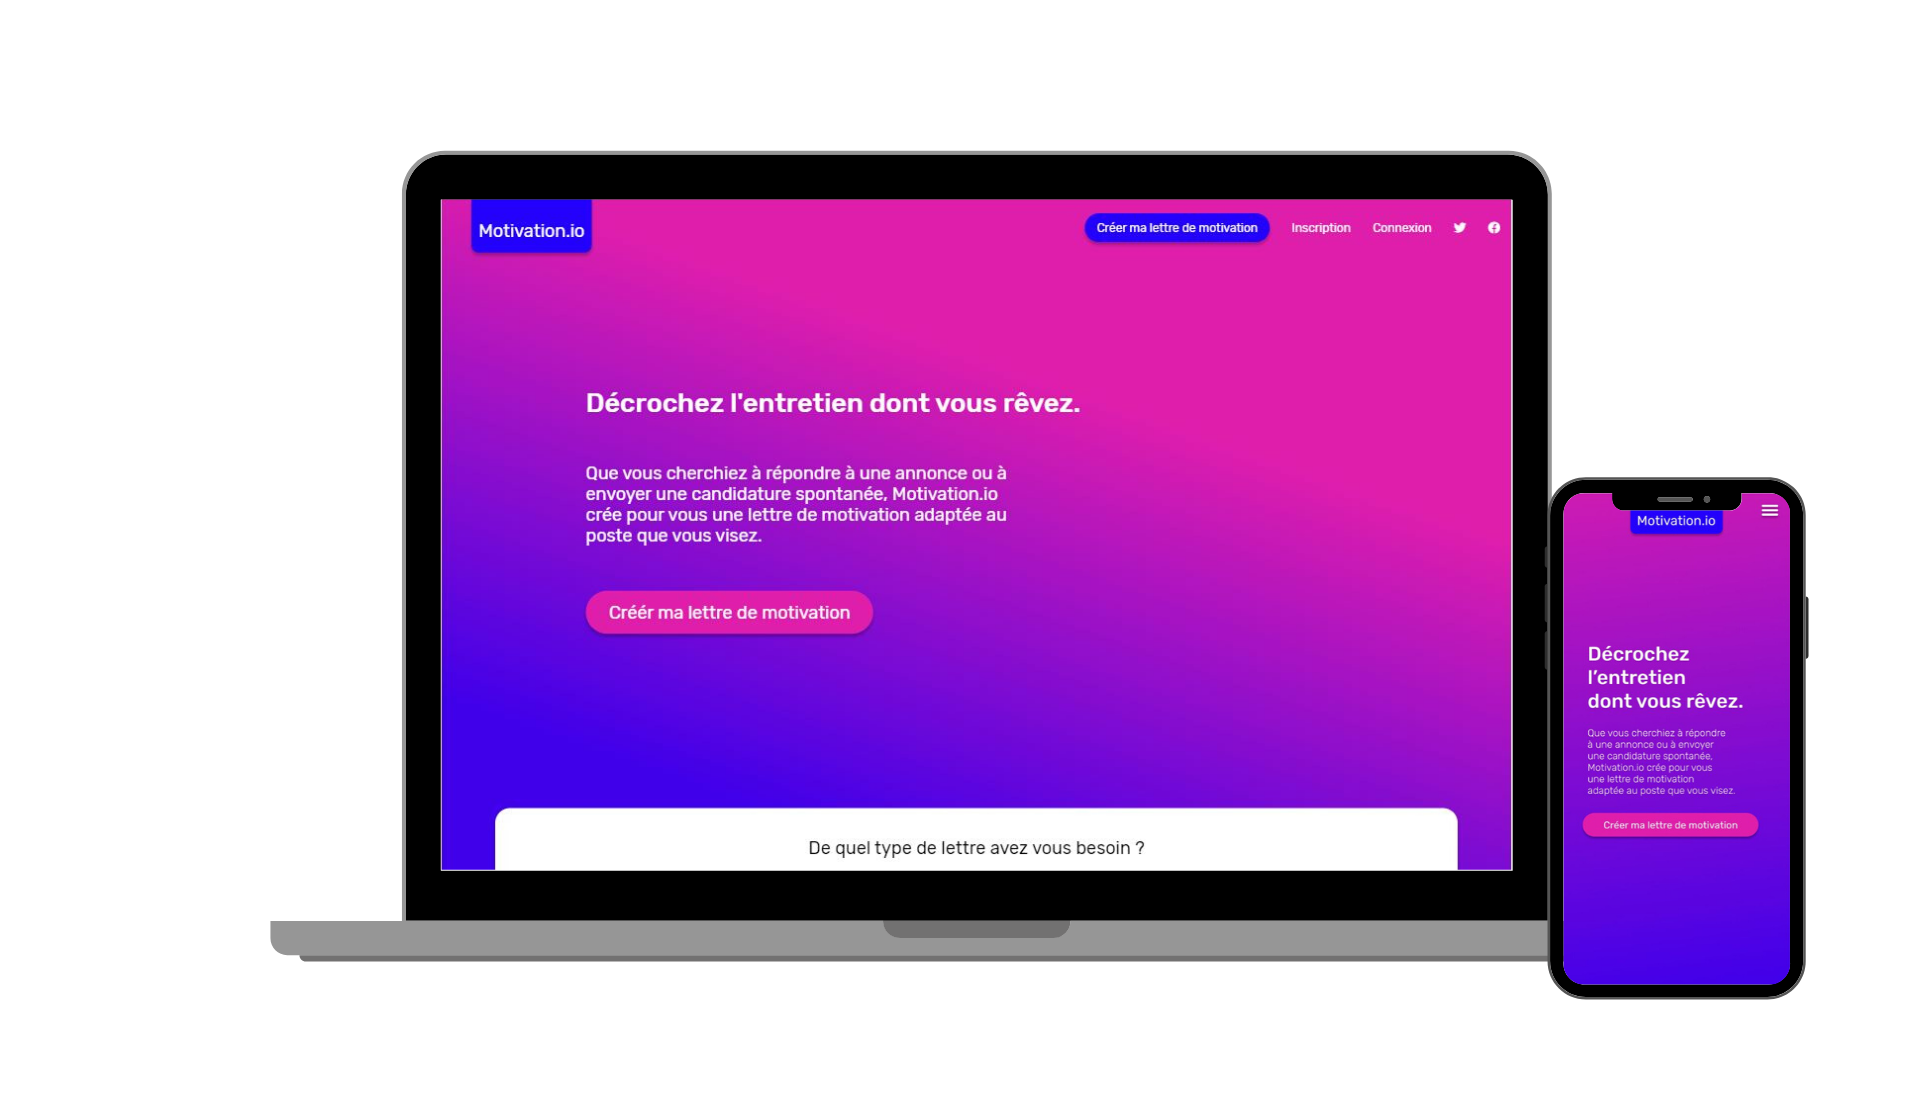 Motivation.io
Créer ma lettre de motivation
Inscription
Connexion
Décrochez l'entretien dont vous rêvez.
Que vous cherchiez à répondre à une annonce ou à
envoyer une candidature spontanée, Motivation.io
crée pour vous une lettre de motivation adaptée au
poste que vous visez.
Créér ma lettre de motivation
De quel type de lettre avez vous besoin ?
Motivation.io
Décrochez
l’entretien
dont vous rêvez.
Que vous cherchiez à répondre
à une annonce ou à envoyer
une candidature spontanée,
Motivation.io crée pour vous
une lettre de motivation
adaptée au poste que vous visez.
Créer ma lettre de motivation